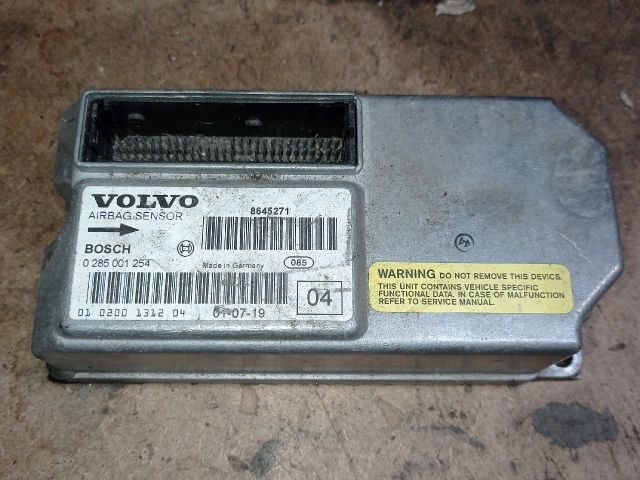 VOLVO
AIRBAG SENSOR
8645271
BOSCH
0 285 001 254
Made in Germany
085
01 0200 1312 04
01-07-19
04
WARNING DO NOT REMOVE THIS DEVICE.
THIS UNIT CONTAINS VEHICLE SPECIFIC
FUNCTIONAL DATA. IN CASE OF MALFUNCTION
REFER TO SERVICE MANUAL.